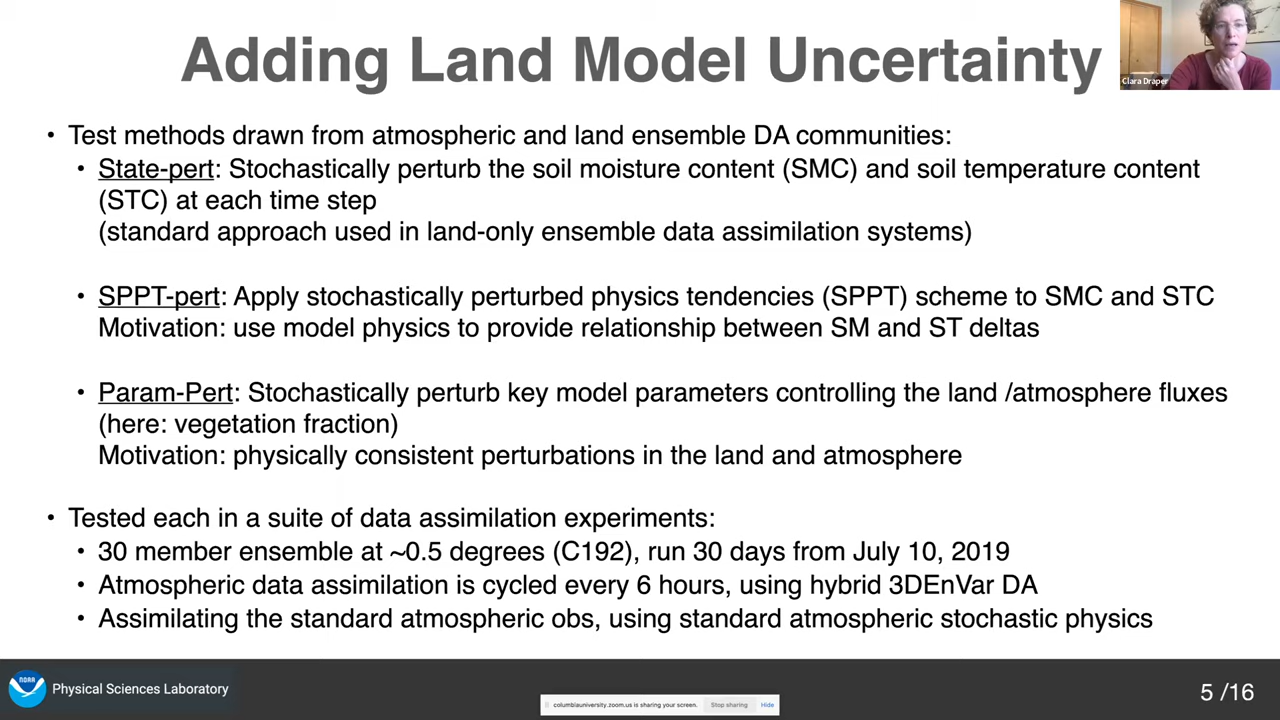 Adding Land Model Uncertainty
Clara Draper
• Test methods drawn from atmospheric and land ensemble DA communities:
• State-pert: Stochastically perturb the soil moisture content (SMC) and soil temperature content
(STC) at each time step
(standard approach used in land-only ensemble data assimilation systems)
• SPPT-pert: Apply stochastically perturbed physics tendencies (SPPT) scheme to SMC and STC
Motivation: use model physics to provide relationship between SM and ST deltas
• Param-Pert: Stochastically perturb key model parameters controlling the land /atmosphere fluxes
(here: vegetation fraction)
Motivation: physically consistent perturbations in the land and atmosphere
• Tested each in a suite of data assimilation experiments:
• 30 member ensemble at ~0.5 degrees (C192), run 30 days from July 10, 2019
• Atmospheric data assimilation is cycled every 6 hours, using hybrid 3DEnVar DA
• Assimilating the standard atmospheric obs, using standard atmospheric stochastic physics
NOAA
Physical Sciences Laboratory
columbiauniversity.zoom.us is sharing your screen.
Stop sharing
Hide
5 /16